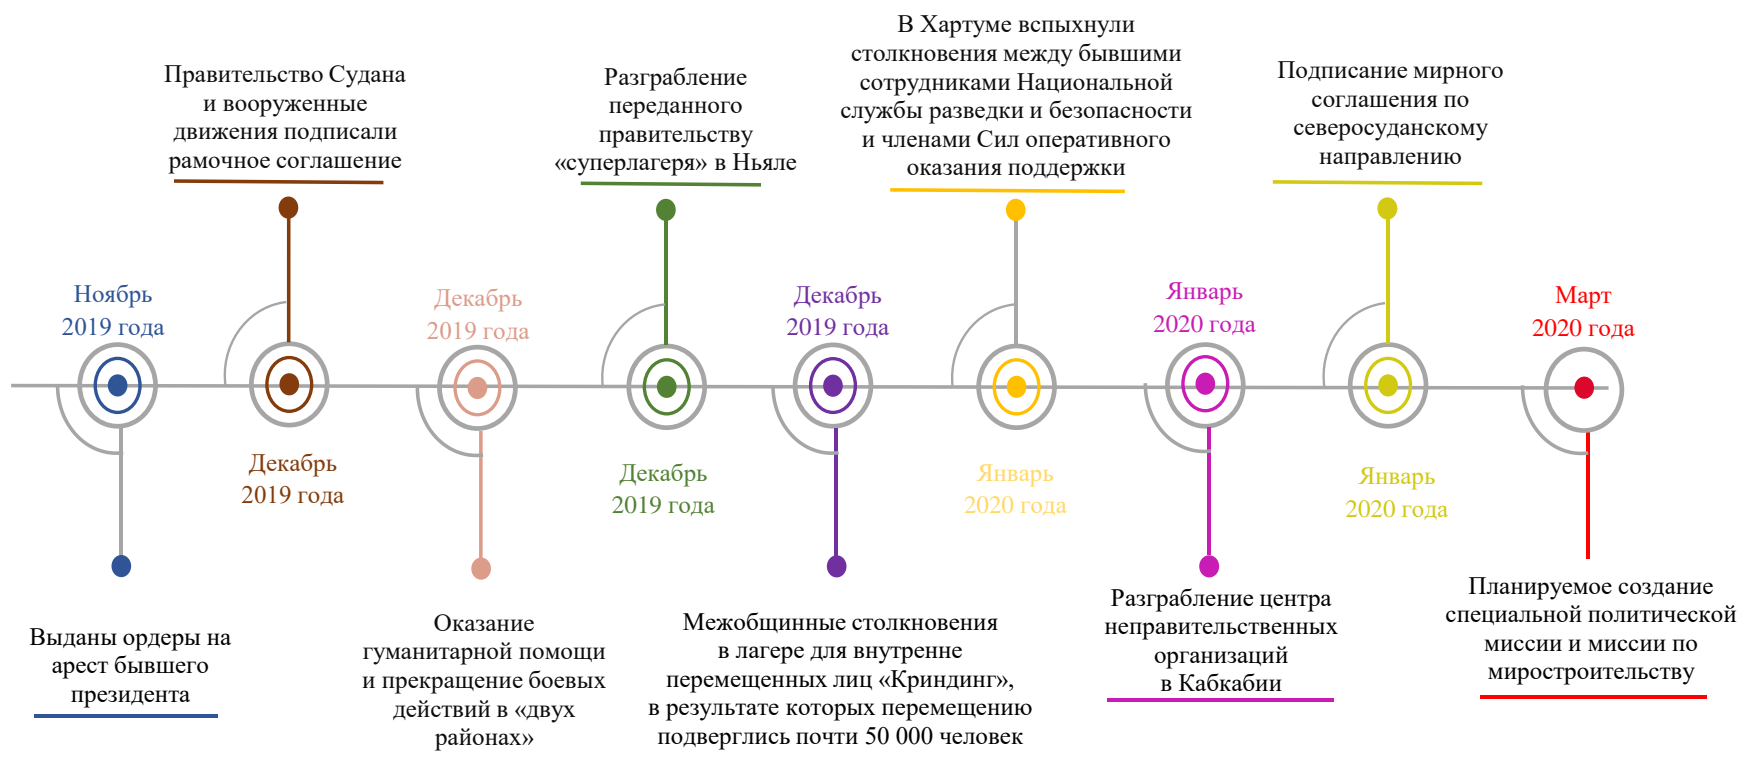 Ноябрь
2019 года
Выданы ордеры на
арест бывшего
президента
Правительство Судана
и вооруженные
движения подписали
рамочное соглашение
Декабрь
2019 года
Декабрь
2019 года
Оказание
гуманитарной помощи
и прекращение боевых
действий в «двух
районах»
Разграбление
переданного
правительству
«суперлагеря» в Ньяле
Декабрь
2019 года
Декабрь
2019 года
Межобщинные столкновения
в лагере для внутренне
перемещенных лиц «Криндинг»,
в результате которых перемещению
подверглись почти 50 000 человек
В Хартуме вспыхнули
столкновения между бывшими
сотрудниками Национальной
службы разведки и безопасности
и членами Сил оперативного
оказания поддержки
Январь
2020 года
Январь
2020 года
Разграбление центра
неправительственных
организаций
в Кабкабии
Подписание мирного
соглашения по
северосуданскому
направлению
Январь
2020 года
Март
2020 года
Планируемое создание
специальной политической
миссии и миссии по
миростроительству